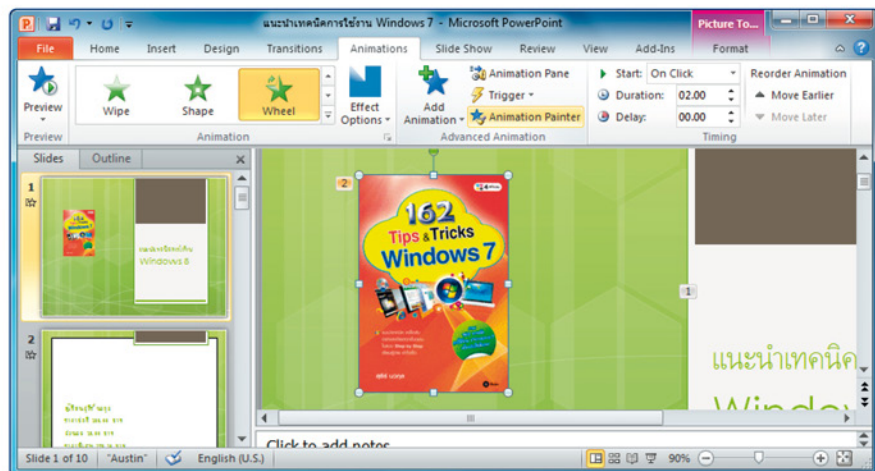 แนะนำเทคนิคการใช้งาน Windows 7 - Microsoft PowerPoint
Picture To...
File Home Insert Design Transitions Animations Slide Show Review View Add-Ins Format
Preview
Wipe Shape Wheel
Effect Options
Add Animation
Animation Pane
Trigger
Animation Painter
Start: On Click
Duration: 02.00
Delay: 00.00
Reorder Animation
Move Earlier
Move Later
Preview Animation Advanced Animation Timing
Slides Outline
1
Windows 8
2
2
162
Tips & Tricks
Windows 7
1
แนะนำเทคนิค
Window
Click to add notes
Slide 1 of 10 "Austin" English (U.S.) 90%